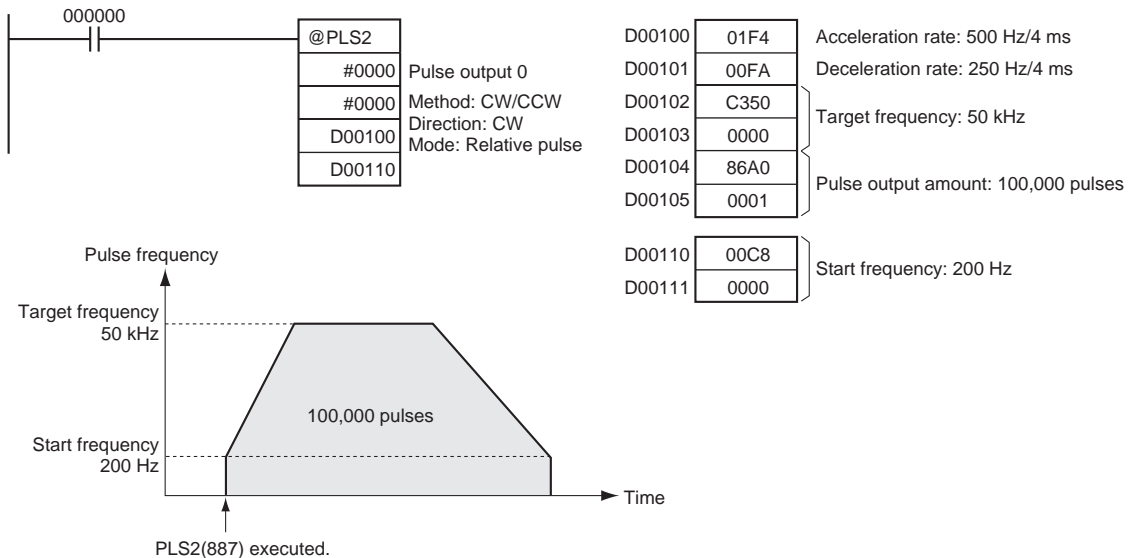 000000
@PLS2
#0000 Pulse output 0
#0000 Method: CW/CCW
Direction: CW
D00100
Mode: Relative pulse
D00110
D00100 01F4 Acceleration rate: 500 Hz/4 ms
D00101 00FA Deceleration rate: 250 Hz/4 ms
D00102 C350
Target frequency: 50 kHz
D00103 0000
D00104 86A0
Pulse output amount: 100,000 pulses
D00105 0001
D00110 00C8
Start frequency: 200 Hz
D00111 0000
Pulse frequency
Target frequency
50 kHz
100,000 pulses
Start frequency
200 Hz
Time
PLS2(887) executed.